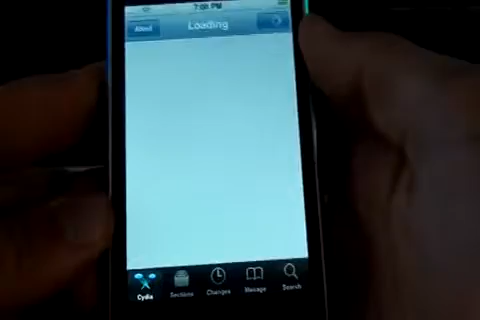 7:08 PM
About
Loading
Cydia
Sections
Changes
Manage
Search